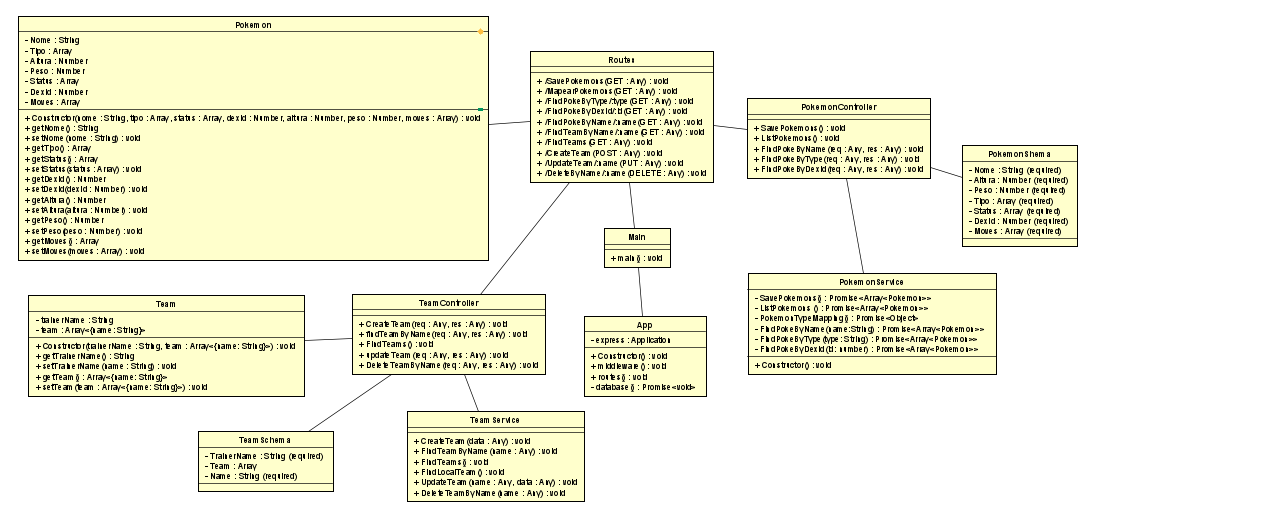 Pokemon
- Nome : String
- Tipo : Array
- Altura : Number
- Peso : Number
- Status : Array
- DexId : Number
- Moves : Array
+ Constructor(nome : String, tipo : Array, status : Array, dexId : Number, altura : Number, peso : Number, moves : Array) : void
+ getNome() : String
+ setNome(nome : String) : void
+ getTipo() : Array
+ getStatus() : Array
+ setStatus(status : Array) : void
+ getDexId() : Number
+ setDexId(dexId : Number) : void
+ getAltura() : Number
+ setAltura(altura : Number) : void
+ getPeso() : Number
+ setPeso(peso : Number) : void
+ getMoves() : Array
+ setMoves(moves : Array) : void
Routes
+ /SavePokemons (GET : Any) : void
+ /MapearPokemons (GET : Any) : void
+ /FindPokeByType/:type (GET : Any) : void
+ /FindPokeByDexId/:id (GET : Any) : void
+ /FindPokeByName/:name (GET : Any) : void
+ /FindTeamByName/:name (GET : Any) : void
+ /FindTeams (GET : Any) : void
+ /CreateTeam (POST : Any) : void
+ /UpdateTeam/:name (PUT : Any) : void
+ /DeleteByName/:name (DELETE : Any) : void
PokemonController
+ SavePokemons() : void
+ ListPokemons() : void
+ FindPokeByName (req : Any, res : Any) : void
+ FindPokeByType (req : Any, res : Any) : void
+ FindPokeByDexId (req : Any, res : Any) : void
PokemonShema
- Nome : String (required)
- Altura : Number (required)
- Peso : Number (required)
- Tipo : Array (required)
- Status : Array (required)
- DexId : Number (required)
- Moves : Array (required)
Main
+ main() : void
PokemonService
- SavePokemons() : Promise<Array<Pokemon>>
- ListPokemons () : Promise<Array<Pokemon>>
- PokemonTypeMapping() : Promise<Object>
- FindPokeByName(name:String) : Promise<Array<Pokemon>>
- FindPokeByType (type: String) : Promise<Array<Pokemon>>
- FindPokeByDexId (id: number) : Promise<Array<Pokemon>>
+ Constructor() : void
Team
- trainerName : String
- team : Array<{name: String}>
+ Constructor(trainerName : String, team : Array<{name: String}>) : void
+ getTrainerName() : String
+ setTrainerName(name : String) : void
+ getTeam() : Array<{name: String}>
+ setTeam (team : Array<{name: String}>) : void
TeamController
+ CreateTeam (req : Any, res : Any) : void
+ findTeamByName (req : Any, res : Any) : void
+ FindTeams() : void
+ updateTeam (req : Any, res : Any) : void
+ DeleteTeamByName (req : Any, res : Any) : void
App
- express : Application
+ Constructor() : void
+ middleware() : void
+ routes() : void
- database() : Promise<void>
TeamSchema
- TrainerName : String (required)
- Team : Array
- Name : String (required)
TeamService
+ CreateTeam (data : Any) : void
+ FindTeamByName (name : Any) : void
+ FindTeams() : void
+ FindLocalTeam() : void
+ UpdateTeam (name : Any, data : Any) : void
+ DeleteTeamByName (name : Any) : void